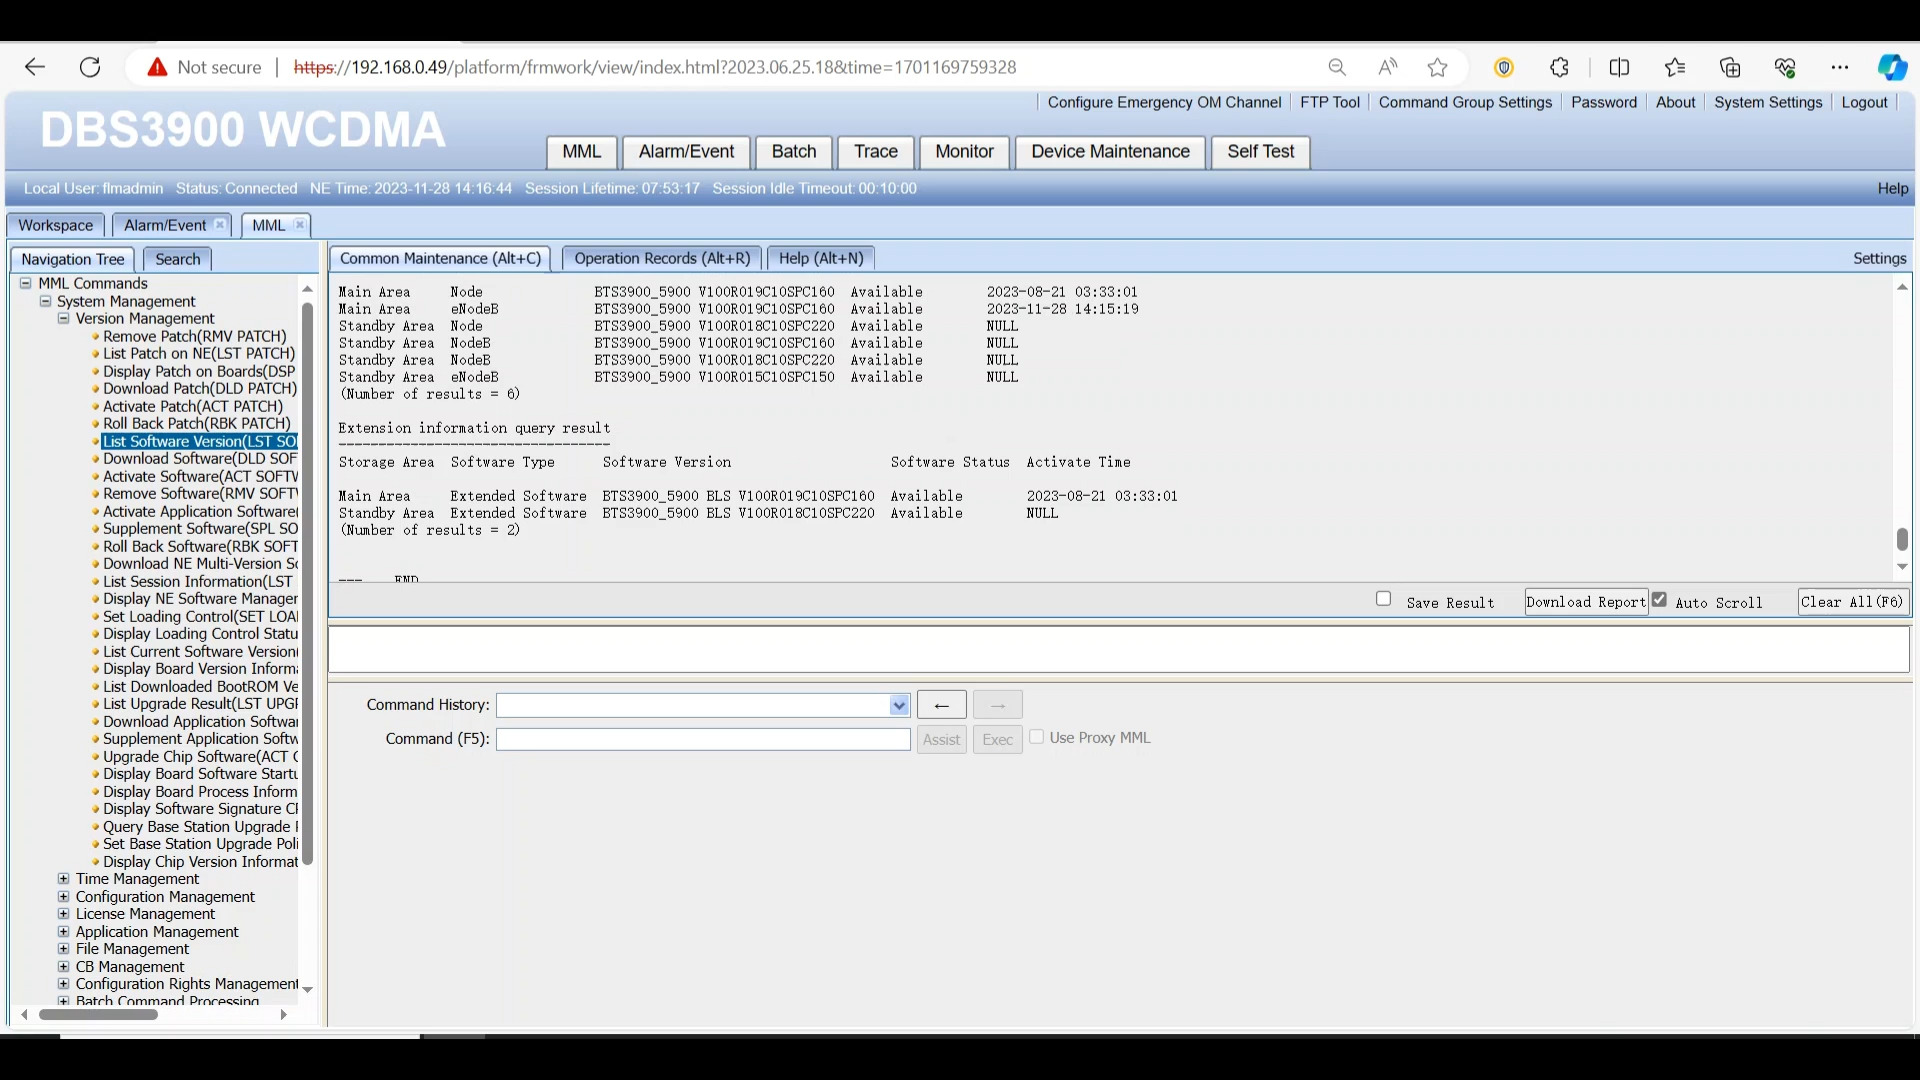 Not secure | https://192.168.0.49/platform/frmwork/view/index.html?2023.06.25.18&time=1701169759328
Configure Emergency OM Channel | FTP Tool | Command Group Settings | Password | About | System Settings | Logout
DBS3900 WCDMA
MML Alarm/Event Batch Trace Monitor Device Maintenance Self Test
Local User: flmadmin Status: Connected NE Time: 2023-11-28 14:16:44 Session Lifetime: 07:53:17 Session Idle Timeout: 00:10:00 Help
Workspace Alarm/Event MML
Navigation Tree Search
MML Commands
System Management
Version Management
Remove Patch(RMV PATCH)
List Patch on NE(LST PATCH)
Display Patch on Boards(DSP
Download Patch(DLD PATCH)
Activate Patch(ACT PATCH)
Roll Back Patch(RBK PATCH)
List Software Version(LST SO
Download Software(DLD SOF
Activate Software(ACT SOFTW
Remove Software(RMV SOFTW
Activate Application Software(
Supplement Software(SPL SO
Roll Back Software(RBK SOFT
Download NE Multi-Version So
List Session Information(LST
Display NE Software Manager
Set Loading Control(SET LOA
Display Loading Control Statu
List Current Software Version(
Display Board Version Informa
List Downloaded BootROM Ve
List Upgrade Result(LST UPGR
Download Application Softwar
Supplement Application Softw
Upgrade Chip Software(ACT C
Display Board Software Startu
Display Board Process Inform
Display Software Signature CR
Query Base Station Upgrade P
Set Base Station Upgrade Poli
Display Chip Version Informat
Time Management
Configuration Management
License Management
Application Management
File Management
CB Management
Configuration Rights Management
Batch Command Processing
Common Maintenance (Alt+C) Operation Records (Alt+R) Help (Alt+N) Settings
Main Area Node BTS3900_5900 V100R019C10SPC160 Available 2023-08-21 03:33:01
Main Area eNodeB BTS3900_5900 V100R019C10SPC160 Available 2023-11-28 14:15:19
Standby Area Node BTS3900_5900 V100R018C10SPC220 Available NULL
Standby Area NodeB BTS3900_5900 V100R019C10SPC160 Available NULL
Standby Area NodeB BTS3900_5900 V100R018C10SPC220 Available NULL
Standby Area eNodeB BTS3900_5900 V100R015C10SPC150 Available NULL
(Number of results = 6)
Extension information query result
----------------------------------
Storage Area Software Type Software Version Software Status Activate Time
Main Area Extended Software BTS3900_5900 BLS V100R019C10SPC160 Available 2023-08-21 03:33:01
Standby Area Extended Software BTS3900_5900 BLS V100R018C10SPC220 Available NULL
(Number of results = 2)
--- END
Save Result Download Report Auto Scroll Clear All(F6)
Command History: ← →
Command (F5): Assist Exec Use Proxy MML